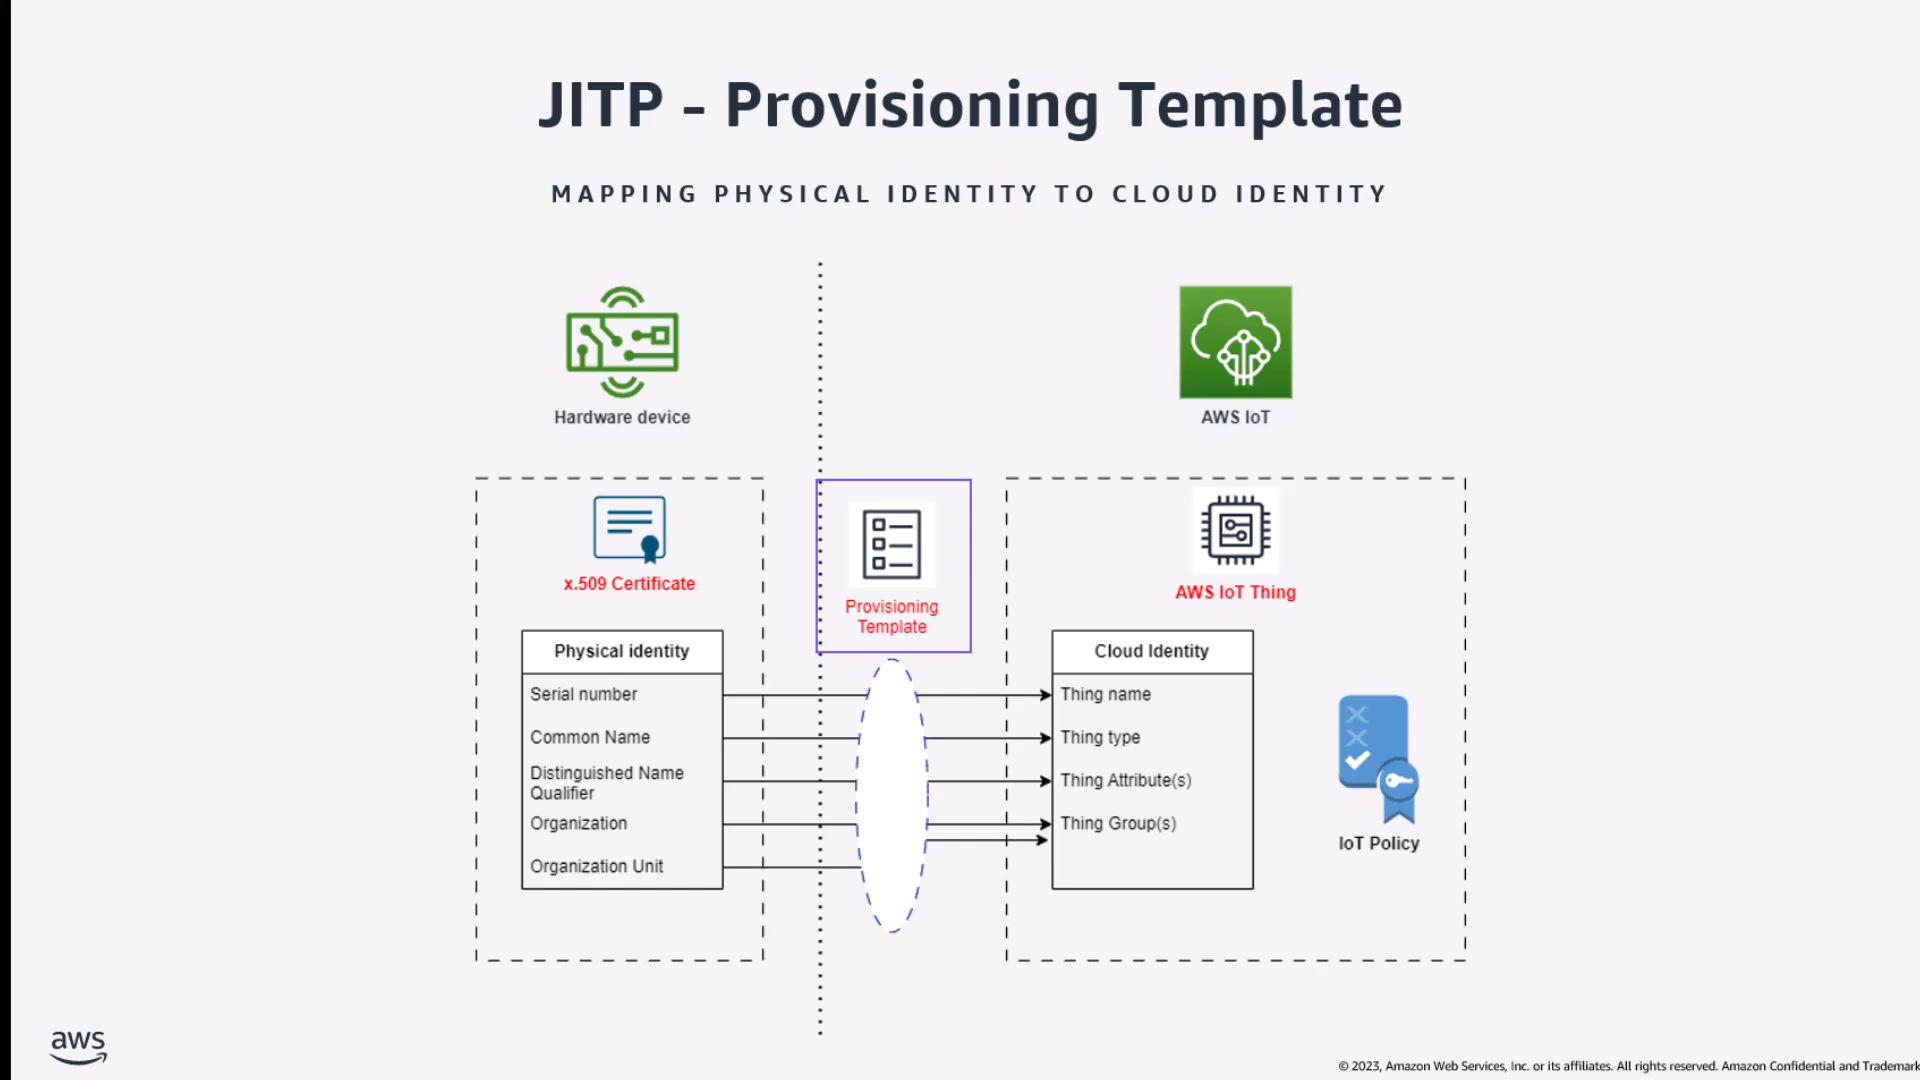 JITP - Provisioning Template
MAPPING PHYSICAL IDENTITY TO CLOUD IDENTITY
Hardware device
AWS IoT
x.509 Certificate
Provisioning
Template
AWS IoT Thing
Physical identity
Serial number
Common Name
Distinguished Name
Qualifier
Organization
Organization Unit
Cloud Identity
Thing name
Thing type
Thing Attribute(s)
Thing Group(s)
IoT Policy
aws
© 2023, Amazon Web Services, Inc. or its affiliates. All rights reserved. Amazon Confidential and Trademark